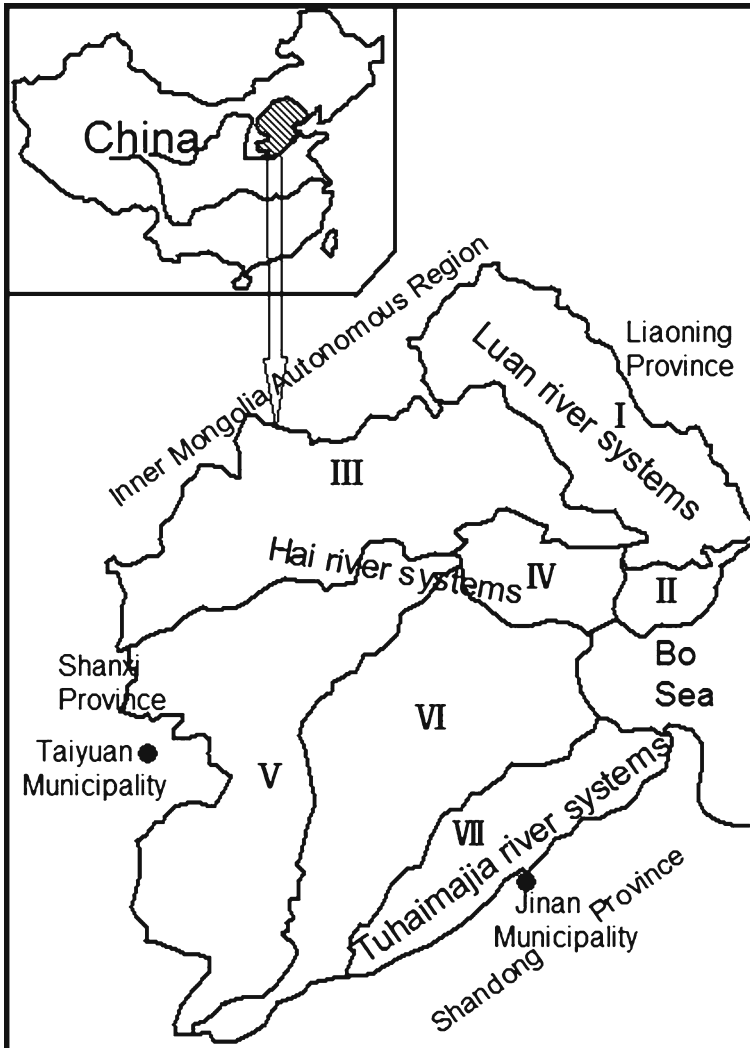 China
Inner Mongolia Autonomous Region
Liaoning
Province
Luan river systems
I
III
Hai river systems
IV
II
Shanxi
Province
Bo
Sea
VI
Taiyuan
Municipality
V
VII
Tuhaimajia river systems
Jinan
Municipality
Shandong Province